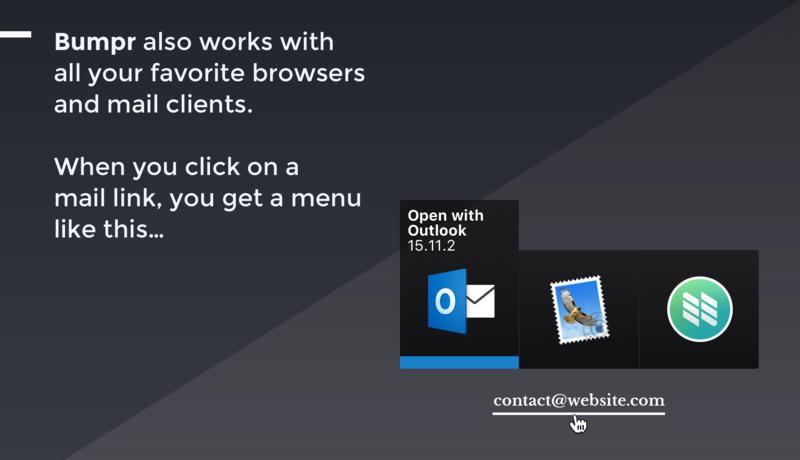 Bumpr also works with
all your favorite browsers
and mail clients.
When you click on a
mail link, you get a menu
like this…
Open with
Outlook
15.11.2
O
contact@website.com